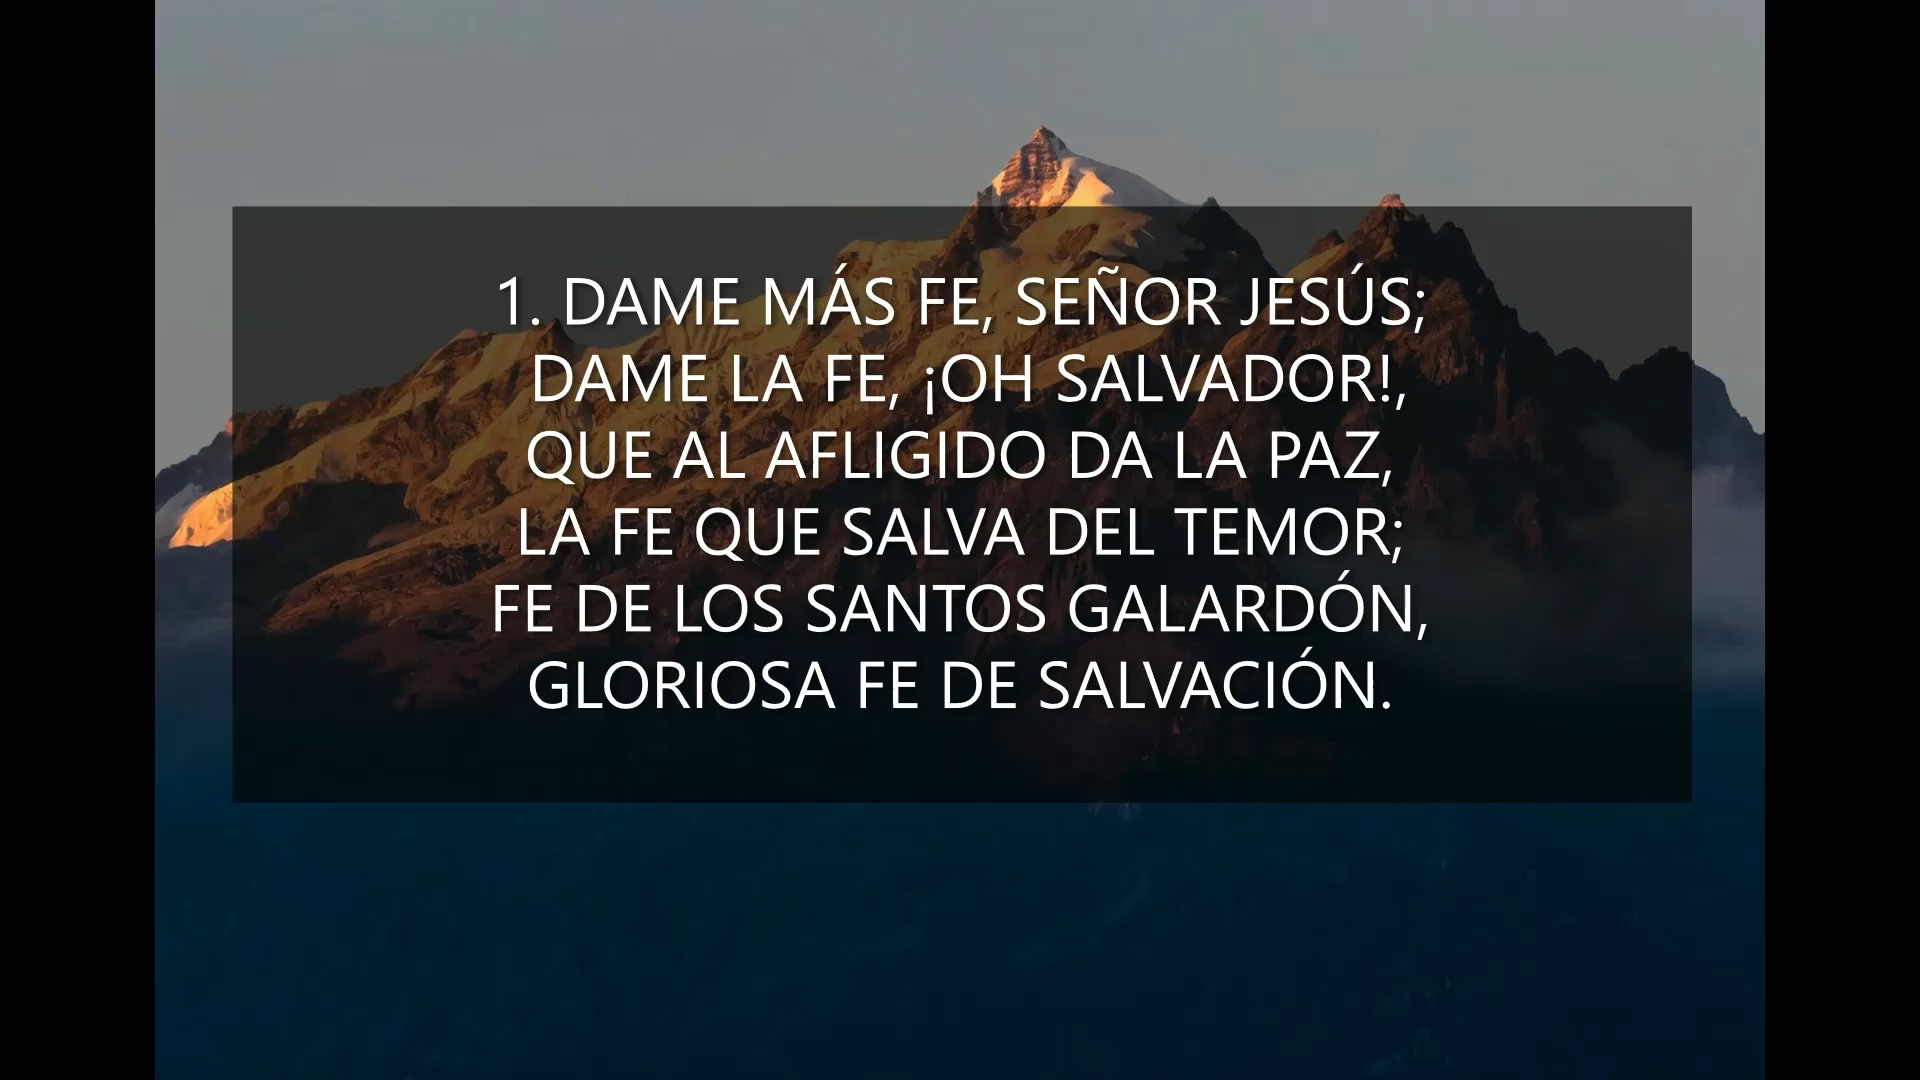 1. DAME MÁS FE, SEÑOR JESÚS;
DAME LA FE, ¡OH SALVADOR!,
QUE AL AFLIGIDO DA LA PAZ,
LA FE QUE SALVA DEL TEMOR;
FE DE LOS SANTOS GALARDÓN,
GLORIOSA FE DE SALVACIÓN.